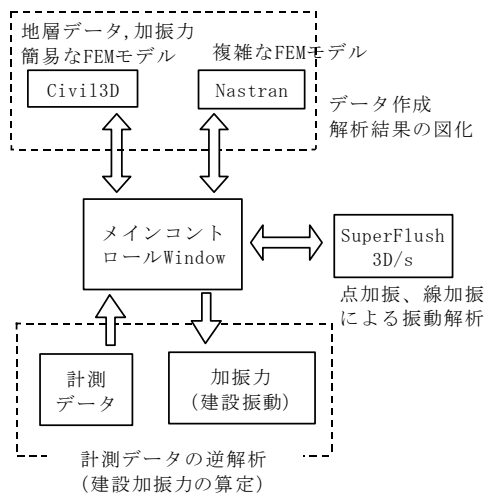 地層データ,加振力
簡易なFEMモデル
複雑なFEMモデル
Civil3D
Nastran
データ作成
解析結果の図化
メインコント
ロールWindow
SuperFlush
3D/s
点加振、線加振
による振動解析
計測
データ
加振力
(建設振動)
計測データの逆解析
(建設加振力の算定)